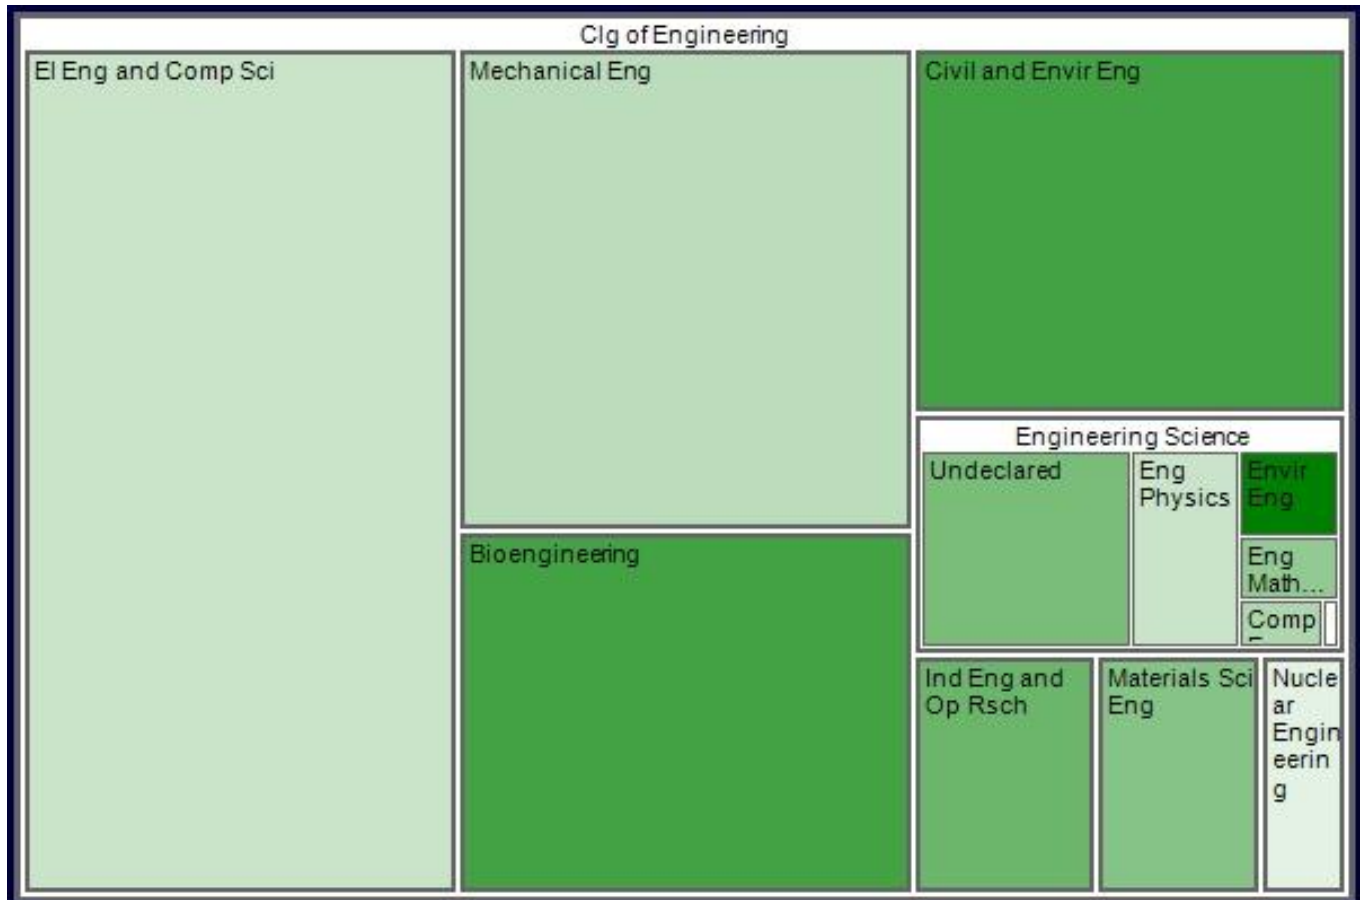 Clg of Engineering
El Eng and Comp Sci
Mechanical Eng
Civil and Envir Eng
Bioengineering
Engineering Science
Undeclared
Eng
Physics
Envir
Eng
Eng
Math...
Comp
Ind Eng and
Op Rsch
Materials Sci
Eng
Nucle
ar
Engin
eerin
g